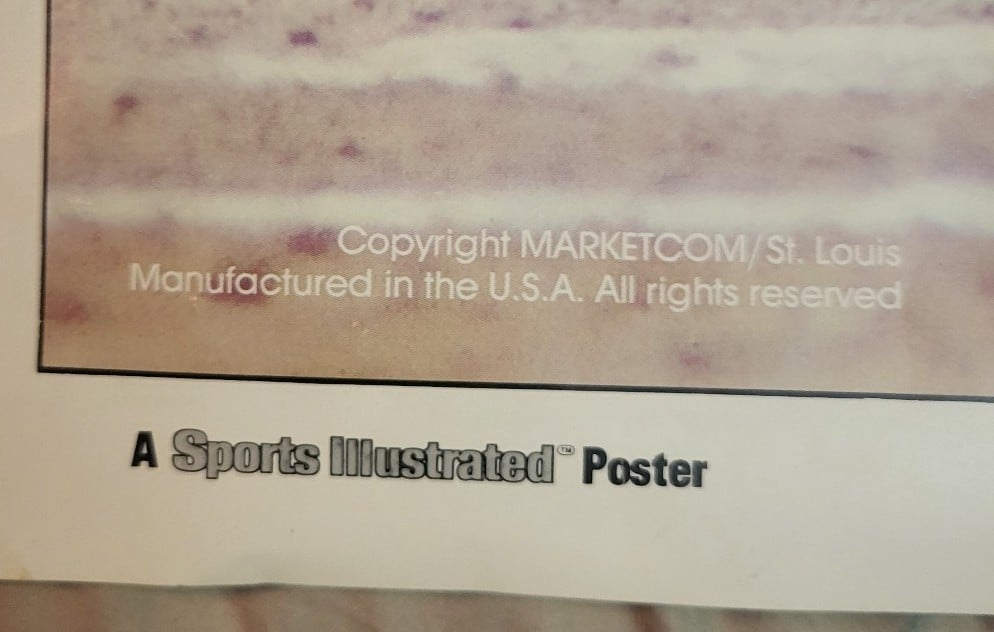 Copyright MARKETCOM/St. Louis
Manufactured in the U.S.A. All rights reserved
A Sports Illustrated™ Poster